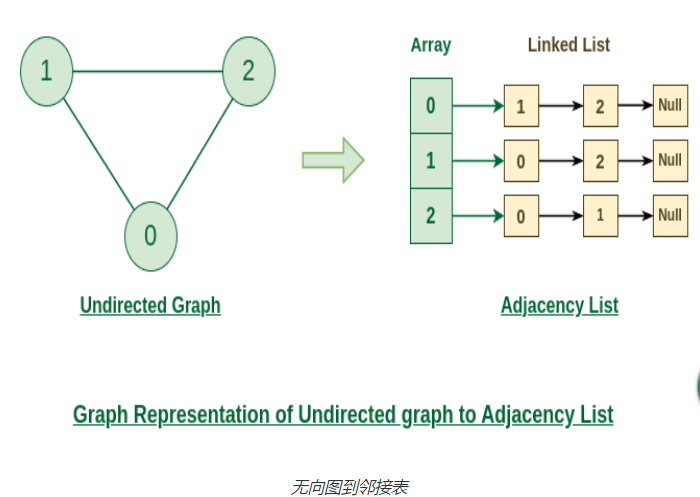 Array Linked List
1 2
0 1 2 Null
1 0 2 Null
2 0 1 Null
0
Undirected Graph Adjacency List
Graph Representation of Undirected graph to Adjacency List
无向图到邻接表